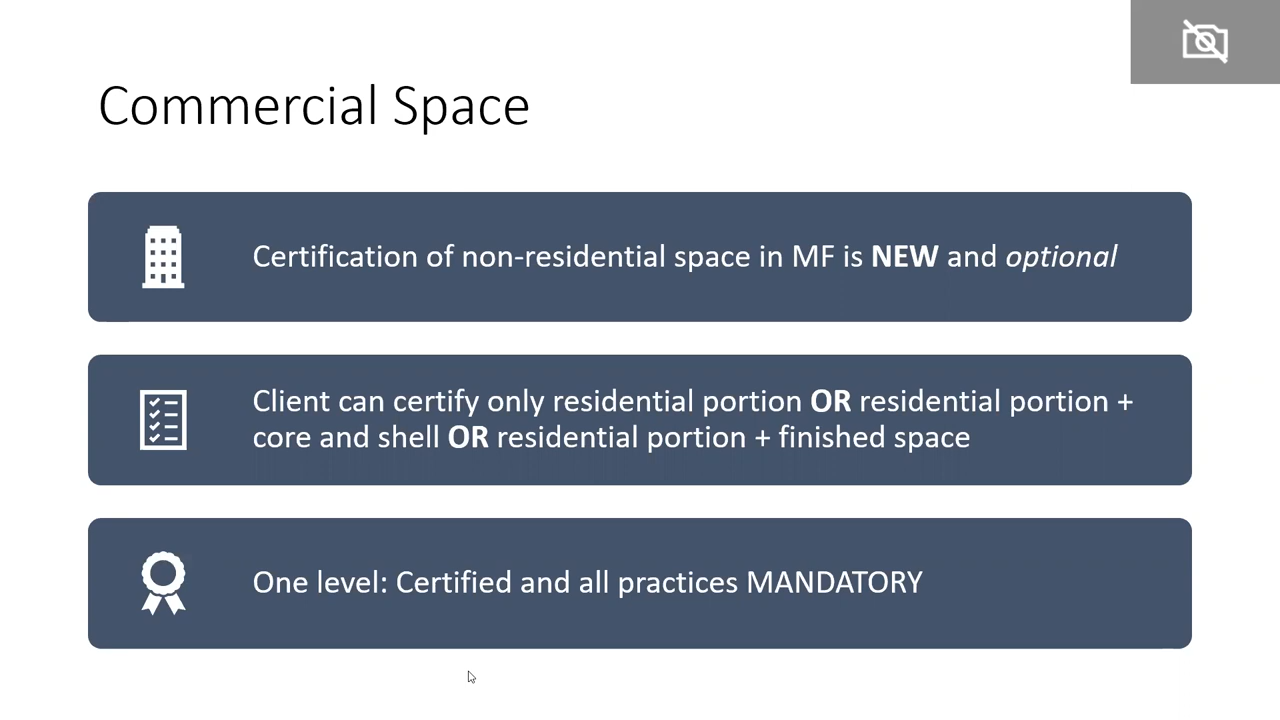 Commercial Space
Certification of non-residential space in MF is NEW and optional
Client can certify only residential portion OR residential portion +
core and shell OR residential portion + finished space
One level: Certified and all practices MANDATORY